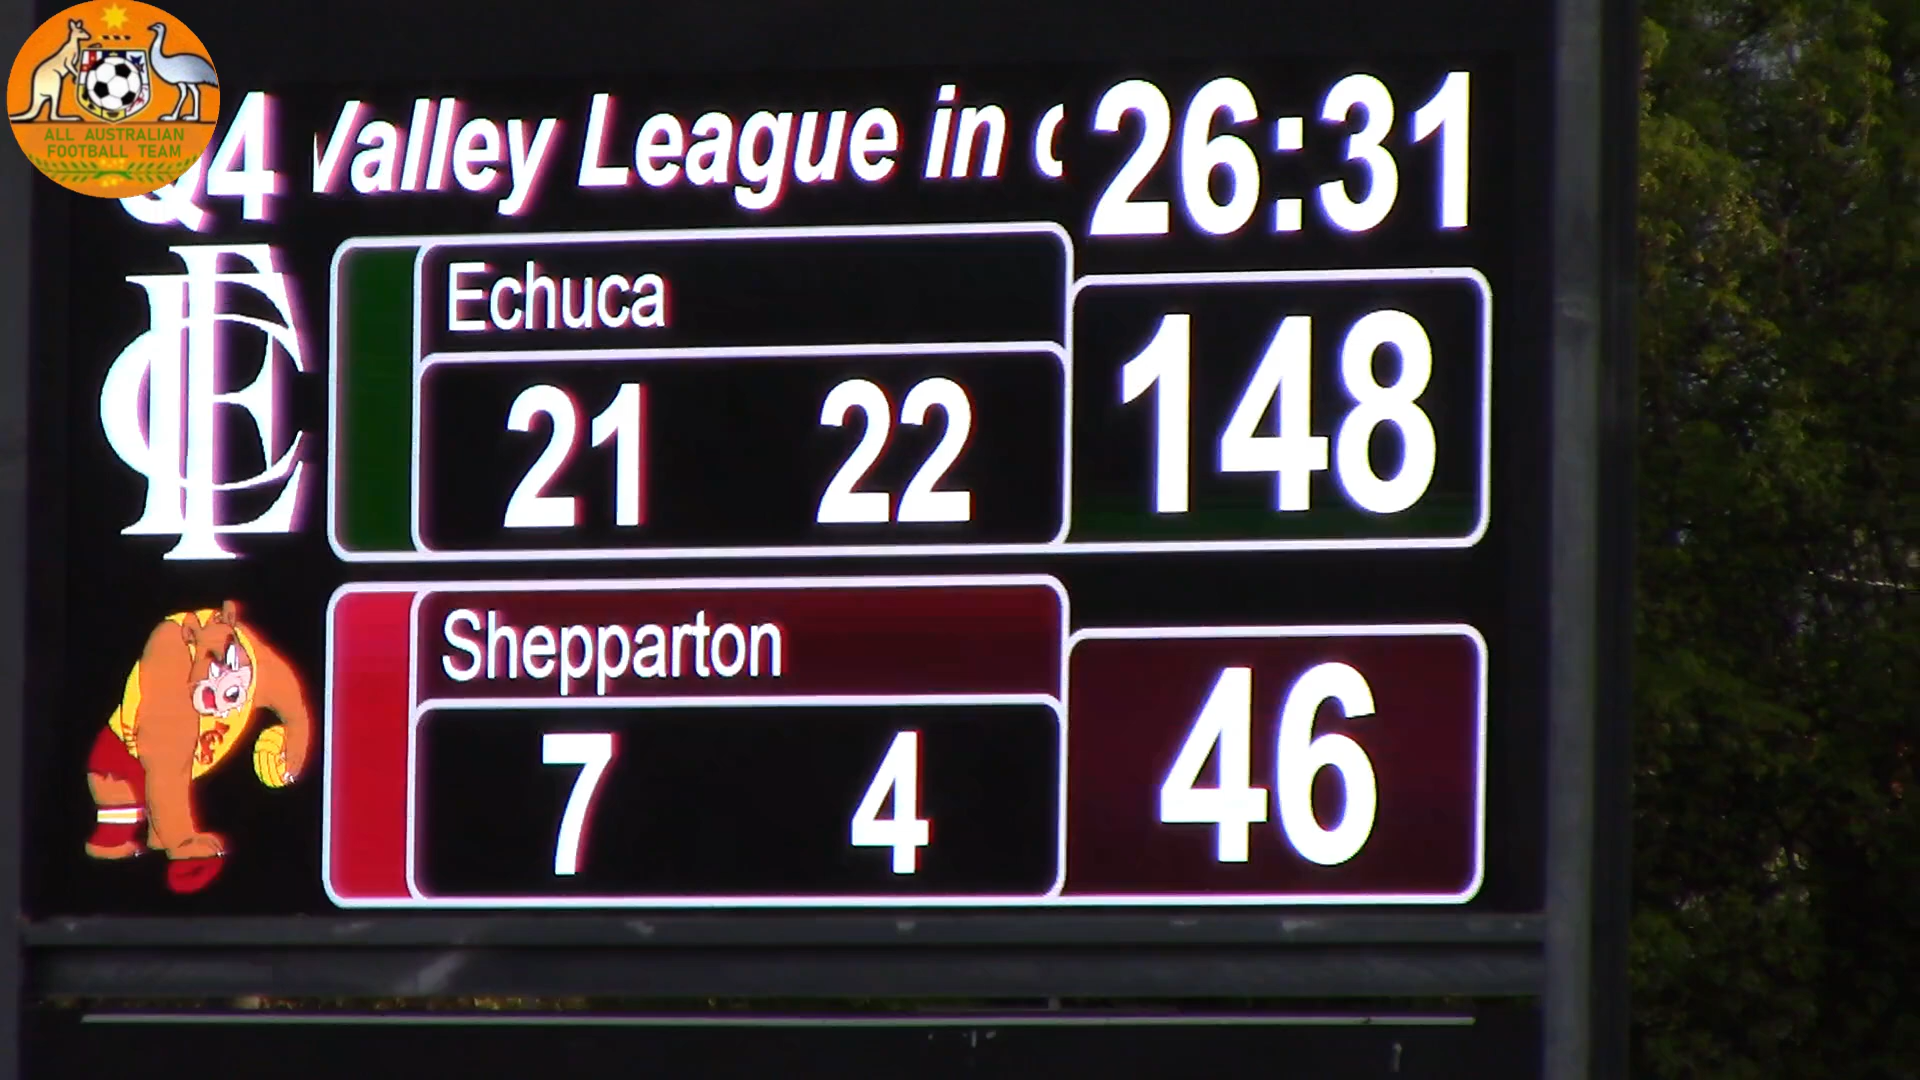 ALL AUSTRALIAN
FOOTBALL TEAM
Q4 Valley League in 26:31
Echuca
21 22 148
Shepparton
7 4 46